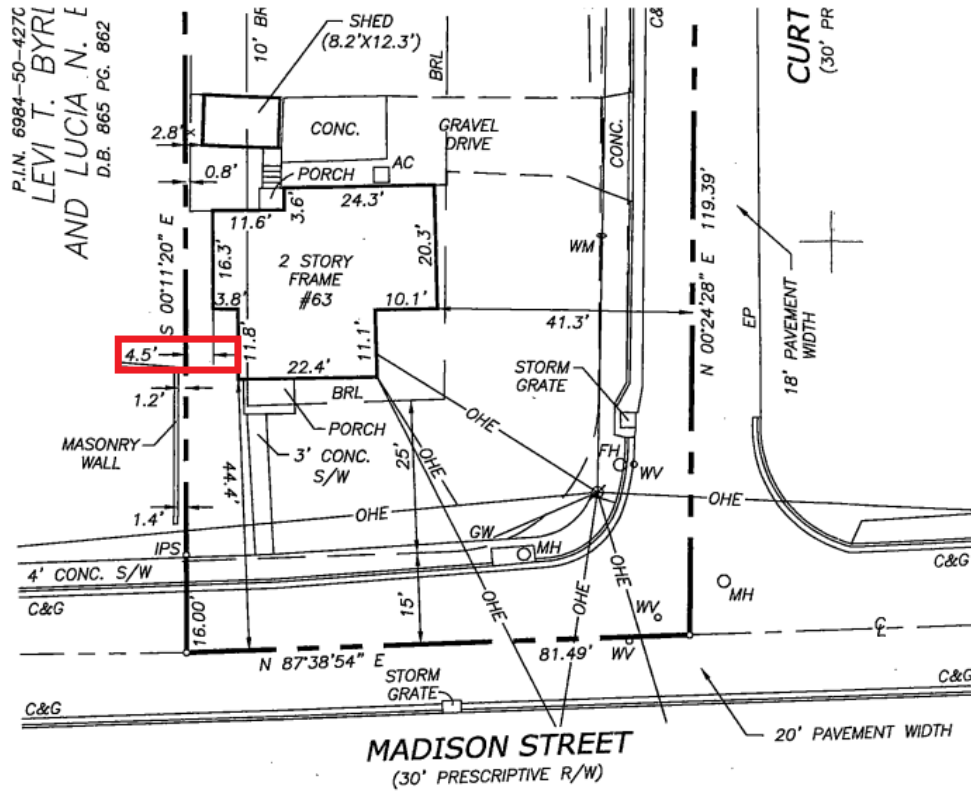 P.I.N. 6984-50-427
LEVI T. BYRL
AND LUCIA N. E
D.B. 865 PG. 862
10' BR
SHED
(8.2'X12.3')
BRL
C&
CURT
(30' PR
2.8'
x
CONC.
GRAVEL
DRIVE
CONC.
0.8'
PORCH
AC
24.3'
3.6'
11.6'
16.3'
2 STORY
FRAME
#63
20.3'
WM
S 00°11'20" E
N 00°24'28" E 119.39'
3.8'
10.1'
41.3'
EP
18' PAVEMENT
WIDTH
4.5'
11.8'
11.1'
22.4'
STORM
GRATE
1.2'
BRL
OHE
PORCH
MASONRY
WALL
3' CONC.
S/W
44.4'
25'
OHE
FH
WV
1.4'
OHE
OHE
IPS
GW
MH
4' CONC. S/W
C&G
C&G
16.00'
15'
OHE
OHE
MH
WV
C&G
N 87°38'54" E
81.49'
WV
℄
STORM
GRATE
C&G
C&G
MADISON STREET
(30' PRESCRIPTIVE R/W)
20' PAVEMENT WIDTH